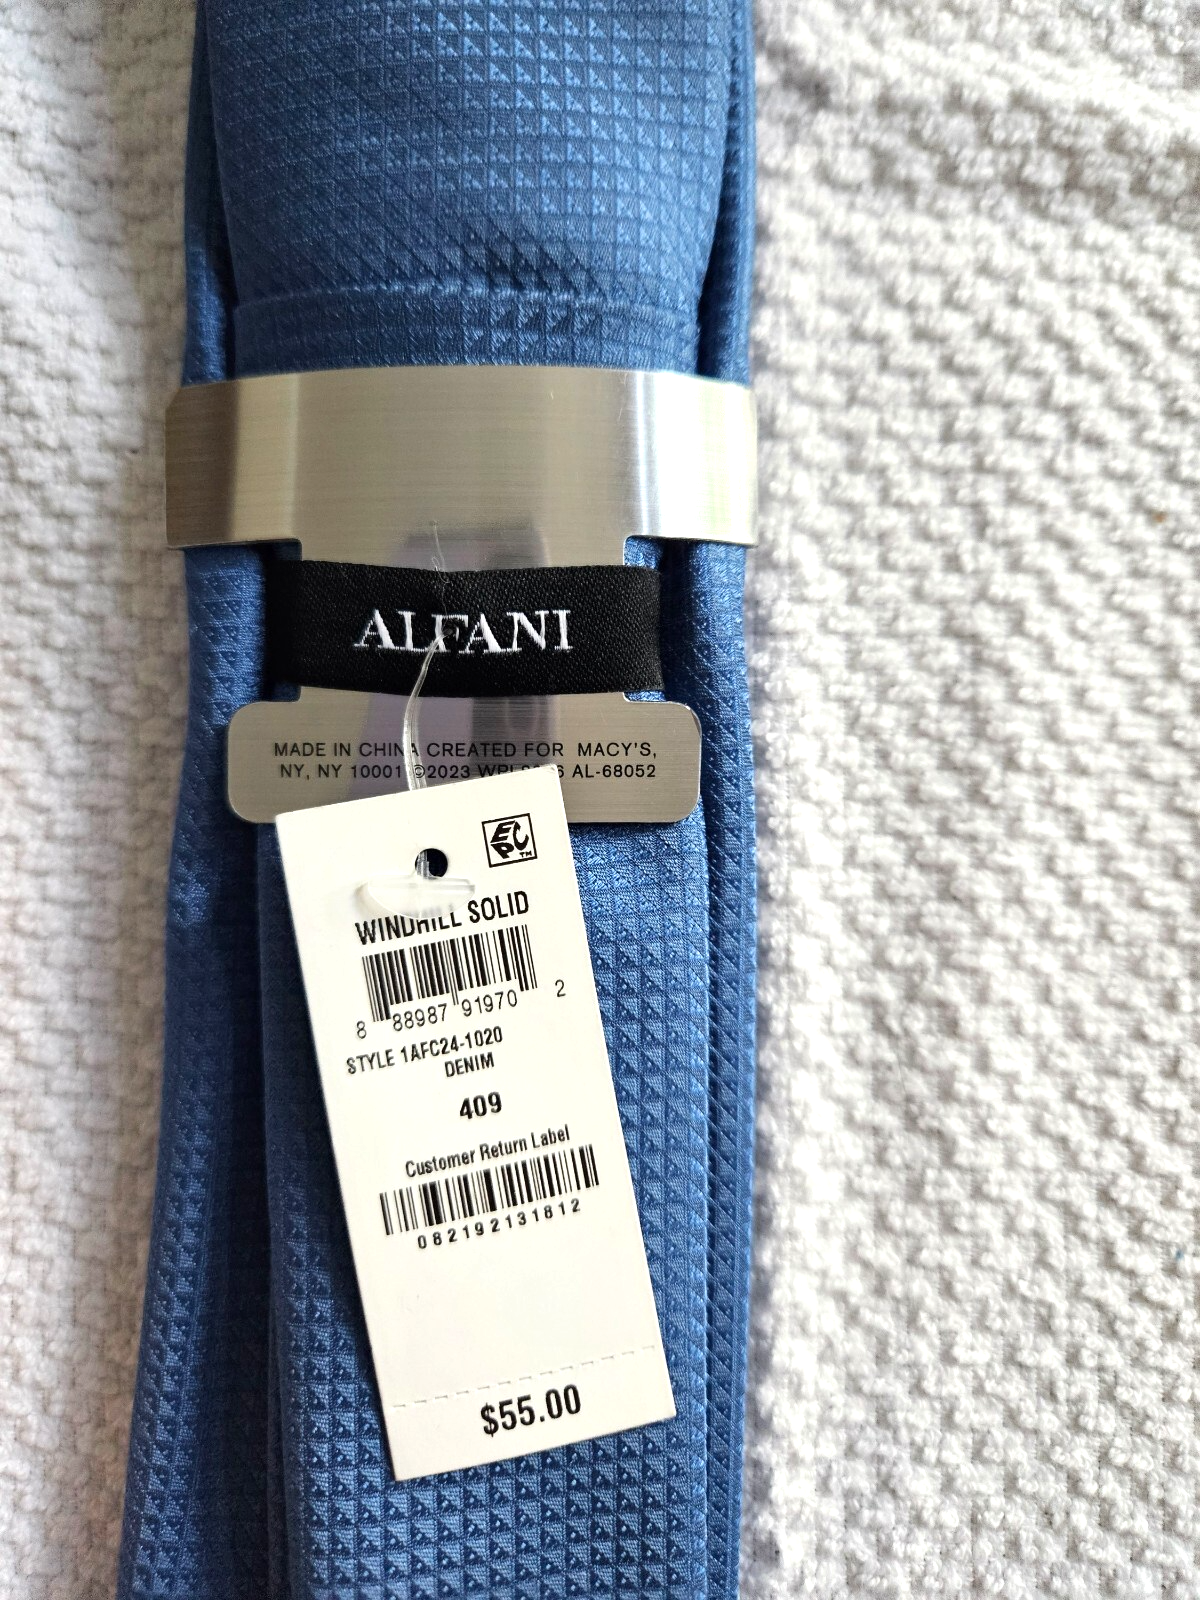 ALFANI
MADE IN CHINA CREATED FOR MACY'S,
NY, NY 10001 ©2023 AL-68052
EPC™
WINDHILL SOLID
8 88987 91970 2
STYLE 1AFC24-1020
DENIM
409
Customer Return Label
082192131812
$55.00